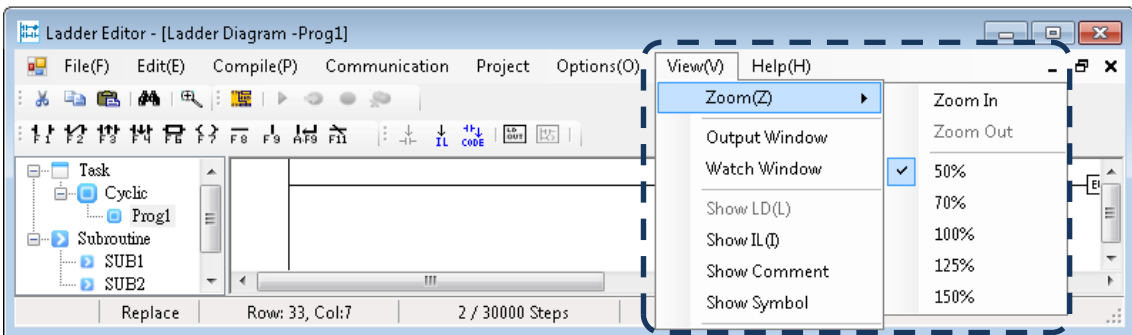 Ladder Editor - [Ladder Diagram -Prog1]
File(F) Edit(E) Compile(P) Communication Project Options(O) View(V) Help(H)
F1 F2 F3 F4 F5 F7 F8 F9 A-F9 F11 IL CODE LD OUT
Zoom(Z)
Output Window
Watch Window
Show LD(L)
Show IL(I)
Show Comment
Show Symbol
Zoom In
Zoom Out
50%
70%
100%
125%
150%
Task
Cyclic
Prog1
Subroutine
SUB1
SUB2
Replace Row: 33, Col:7 2 / 30000 Steps